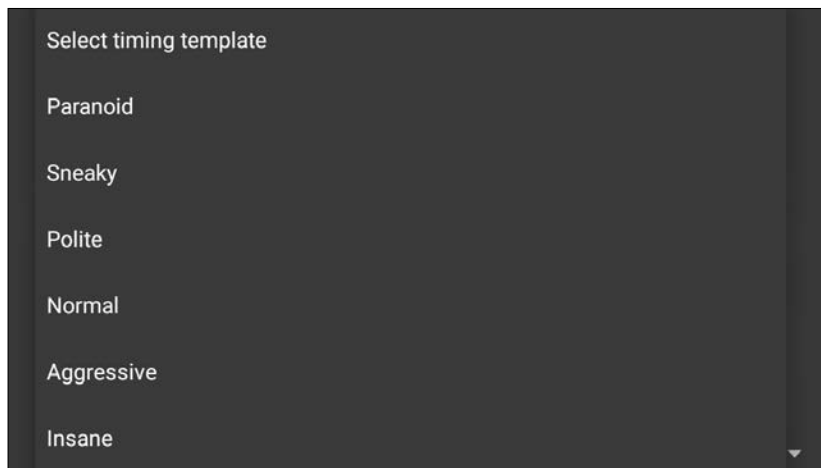 Select timing template
Paranoid
Sneaky
Polite
Normal
Aggressive
Insane